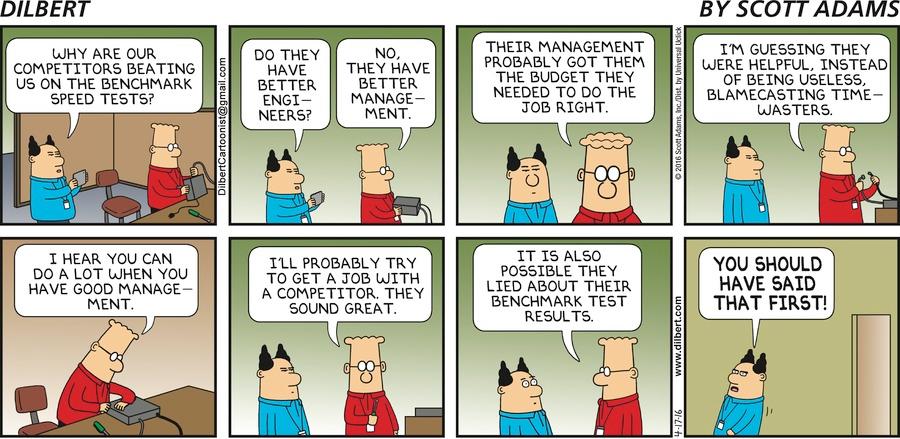 DILBERT
BY SCOTT ADAMS
WHY ARE OUR
COMPETITORS BEATING
US ON THE BENCHMARK
SPEED TESTS?
DilbertCartoonist@gmail.com
DO THEY
HAVE
BETTER
ENGI–
NEERS?
NO,
THEY HAVE
BETTER
MANAGE–
MENT.
THEIR MANAGEMENT
PROBABLY GOT THEM
THE BUDGET THEY
NEEDED TO DO THE
JOB RIGHT.
© 2016 Scott Adams, Inc./Dist. by Universal Uclick
I'M GUESSING THEY
WERE HELPFUL, INSTEAD
OF BEING USELESS,
BLAMECASTING TIME–
WASTERS.
I HEAR YOU CAN
DO A LOT WHEN YOU
HAVE GOOD MANAGE–
MENT.
I'LL PROBABLY TRY
TO GET A JOB WITH
A COMPETITOR. THEY
SOUND GREAT.
IT IS ALSO
POSSIBLE THEY
LIED ABOUT THEIR
BENCHMARK TEST
RESULTS.
4-17-16
www.dilbert.com
YOU SHOULD
HAVE SAID
THAT FIRST!